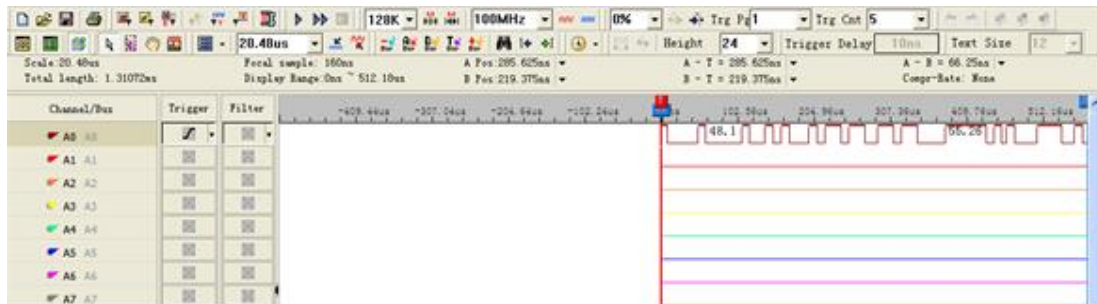 128K 100MHz 0% Trg Pg 1 Trg Cnt 5
20.48us Height 24 Trigger Delay 10ns Text Size 12
Scale:20.48us Focal sample: 160ns A Pos:285.625ns A - T = 285.625ns A - B = 66.25ns
Total length: 1.31072ms Display Range:0ns ~ 512.18us B Pos:219.375ns B - T = 219.375ns Compr-Rate: None
Channel/Bus Trigger Filter -409.44us -307.04us -204.64us -102.24us 102.56us 204.96us 307.36us 409.76us 512.16us
A0 A0 48.1 55.26
A1 A1
A2 A2
A3 A3
A4 A4
A5 A5
A6 A6
A7 A7